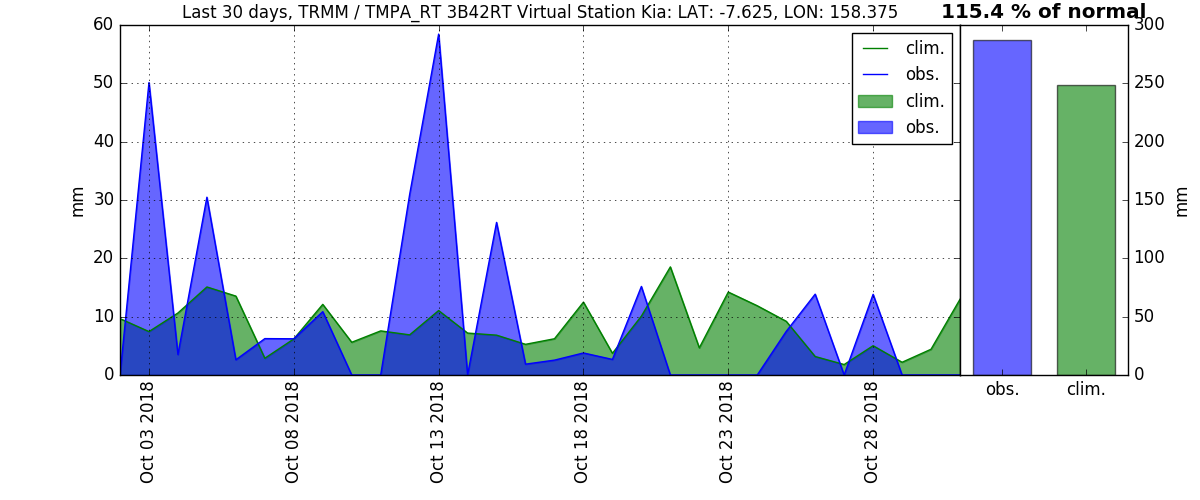 Last 30 days, TRMM / TMPA_RT 3B42RT Virtual Station Kia: LAT: -7.625, LON: 158.375
115.4 % of normal
60
50
40
30
20
10
0
mm
clim.
obs.
clim.
obs.
Oct 03 2018
Oct 08 2018
Oct 13 2018
Oct 18 2018
Oct 23 2018
Oct 28 2018
300
250
200
150
100
50
0
mm
obs.
clim.